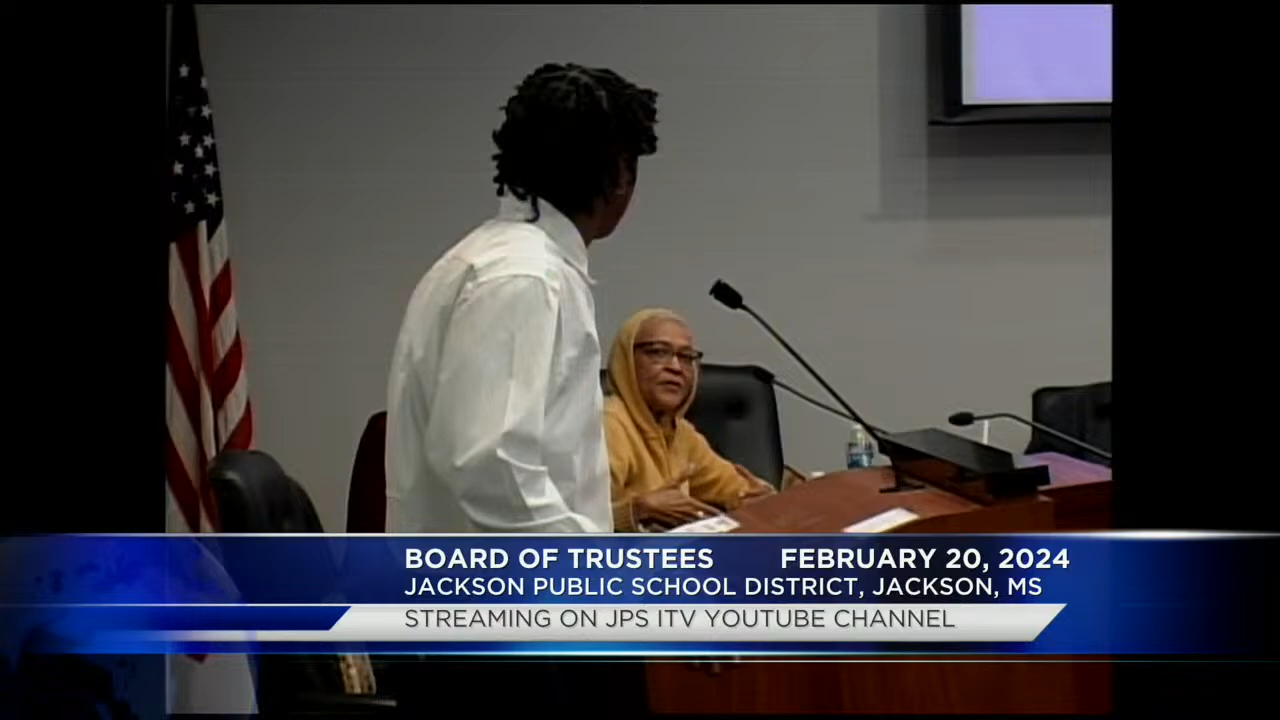 BOARD OF TRUSTEES FEBRUARY 20, 2024
JACKSON PUBLIC SCHOOL DISTRICT, JACKSON, MS
STREAMING ON JPS ITV YOUTUBE CHANNEL